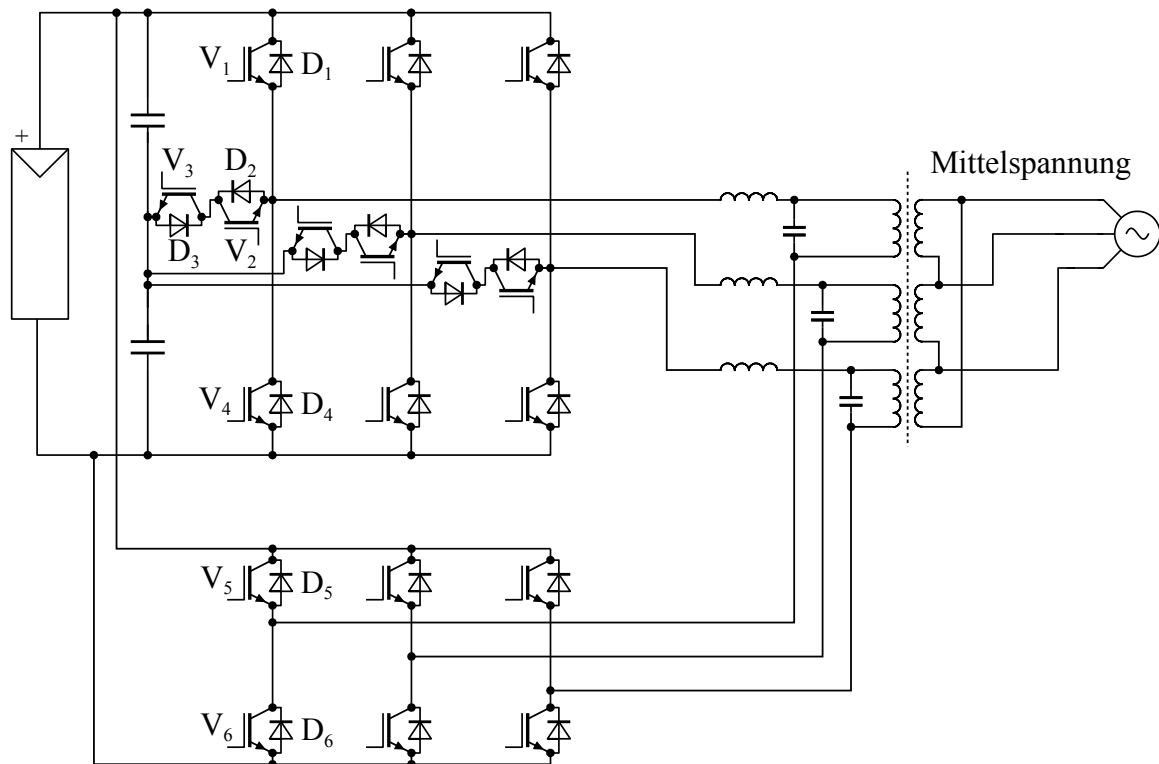 V₁ D₁
+
V₃ D₂
Mittelspannung
D₃ V₂
V₄ D₄
V₅ D₅
V₆ D₆